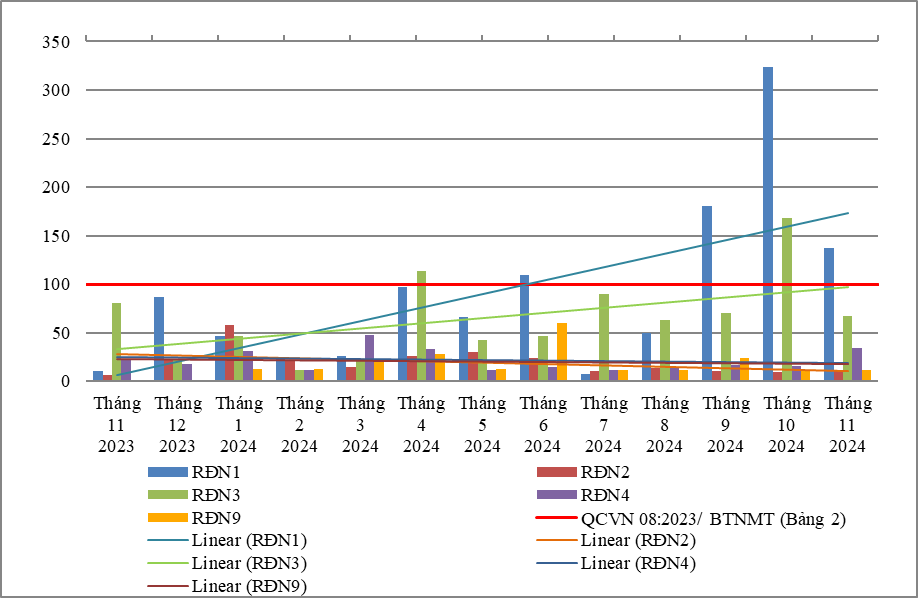 350
300
250
200
150
100
50
0
Tháng 11 2023
Tháng 12 2023
Tháng 1 2024
Tháng 2 2024
Tháng 3 2024
Tháng 4 2024
Tháng 5 2024
Tháng 6 2024
Tháng 7 2024
Tháng 8 2024
Tháng 9 2024
Tháng 10 2024
Tháng 11 2024
RĐN1
RĐN2
RĐN3
RĐN4
RĐN9
QCVN 08:2023/ BTNMT (Bảng 2)
Linear (RĐN1)
Linear (RĐN2)
Linear (RĐN3)
Linear (RĐN4)
Linear (RĐN9)